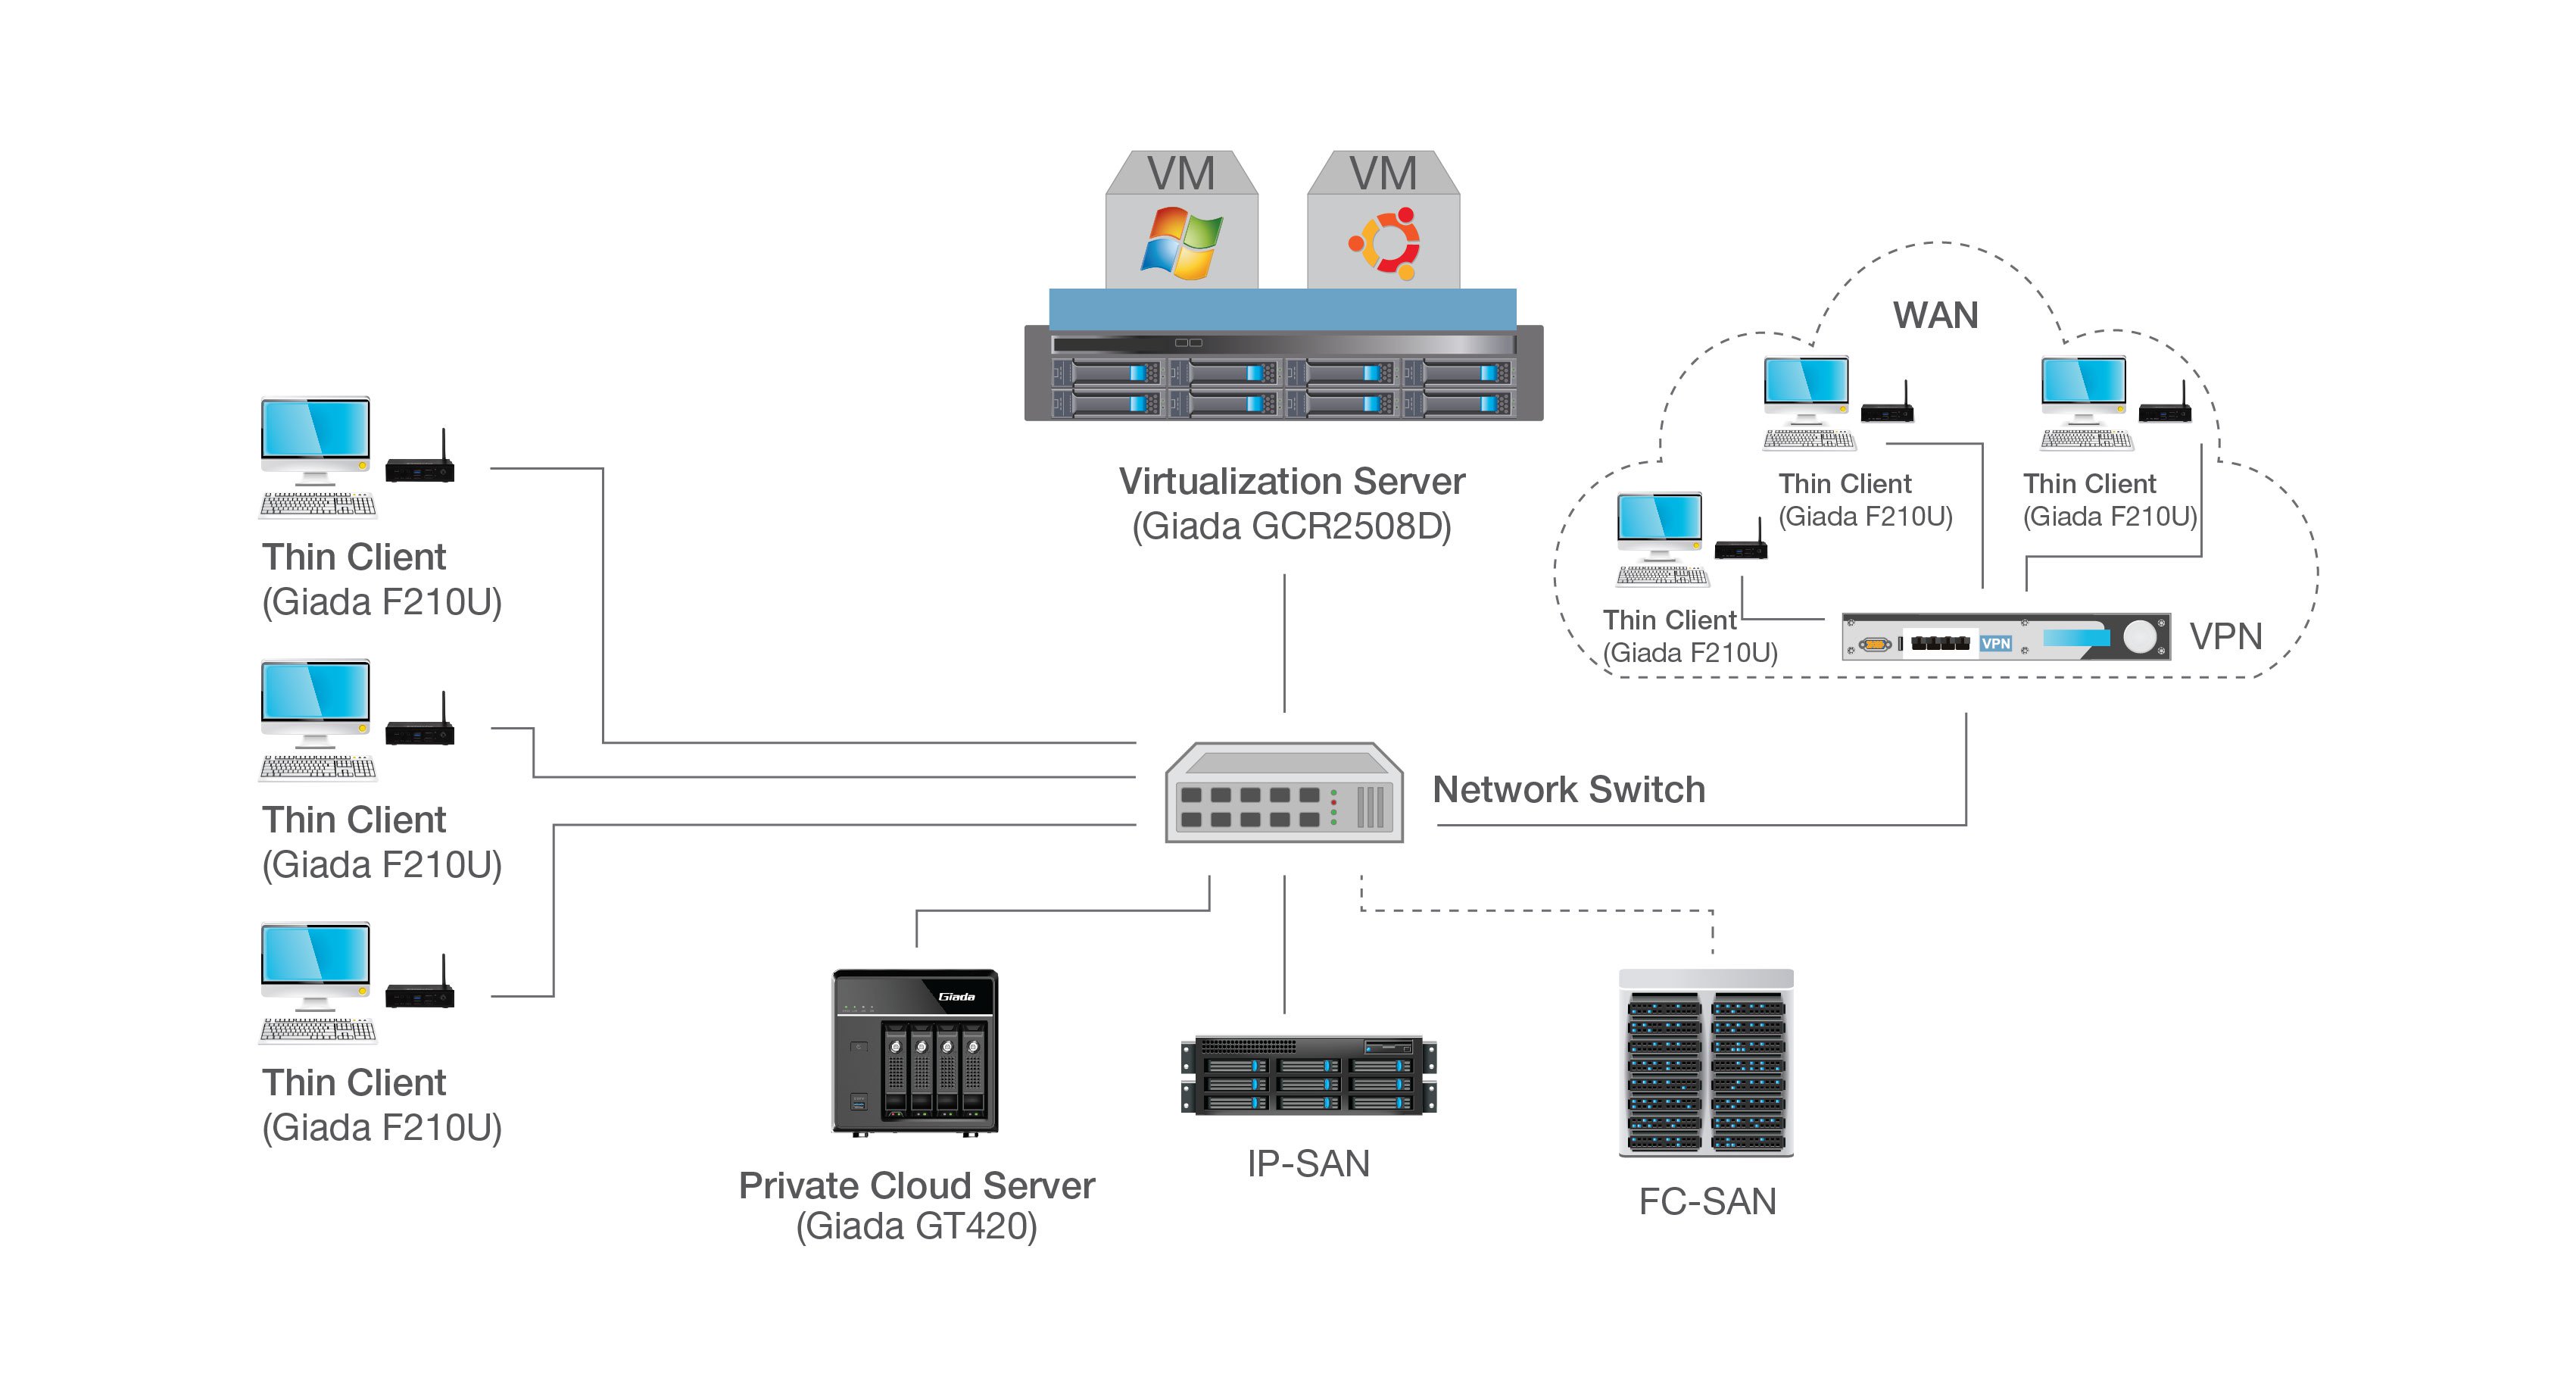 VM
VM
Virtualization Server
(Giada GCR2508D)
WAN
Thin Client
(Giada F210U)
Thin Client
(Giada F210U)
Thin Client
(Giada F210U)
VPN
VPN
Thin Client
(Giada F210U)
Thin Client
(Giada F210U)
Thin Client
(Giada F210U)
Network Switch
Giada
Private Cloud Server
(Giada GT420)
IP-SAN
FC-SAN